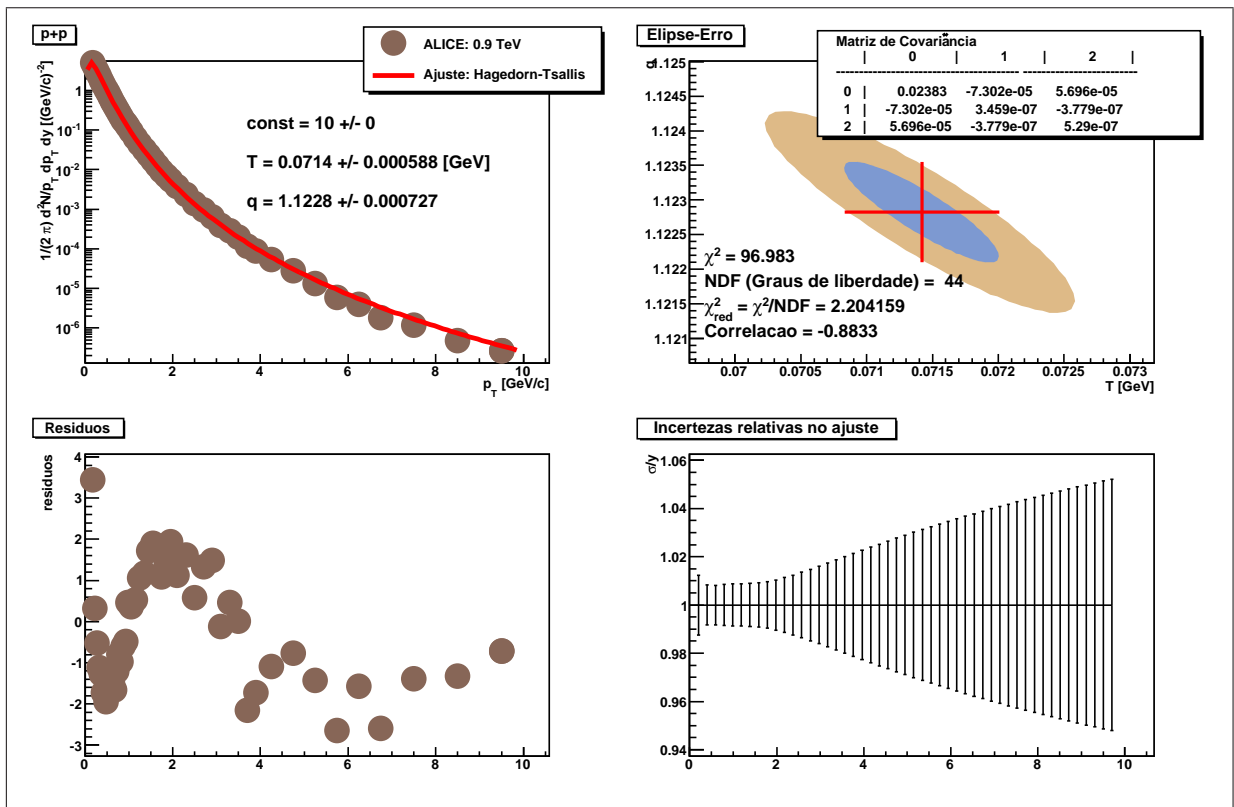 p+p
ALICE: 0.9 TeV
Ajuste: Hagedorn-Tsallis
const = 10 +/- 0
T = 0.0714 +/- 0.000588 [GeV]
q = 1.1228 +/- 0.000727
1/(2 π) d²N/p_T dp_T dy [(GeV/c)⁻²]
1
10⁻¹
10⁻²
10⁻³
10⁻⁴
10⁻⁵
10⁻⁶
0 2 4 6 8 10
p_T [GeV/c]
Elipse-Erro
Matriz de Covariância
| 0 | 1 | 2 |
0 | 0.02383 -7.302e-05 5.696e-05
1 | -7.302e-05 3.459e-07 -3.779e-07
2 | 5.696e-05 -3.779e-07 5.29e-07
q
1.125
1.1245
1.124
1.1235
1.123
1.1225
1.122
1.1215
1.121
χ² = 96.983
NDF (Graus de liberdade) = 44
χ²_red = χ²/NDF = 2.204159
Correlacao = -0.8833
0.07 0.0705 0.071 0.0715 0.072 0.0725 0.073
T [GeV]
Residuos
residuos
4
3
2
1
0
-1
-2
-3
0 2 4 6 8 10
Incertezas relativas no ajuste
σ/y
1.06
1.04
1.02
1
0.98
0.96
0.94
0 2 4 6 8 10